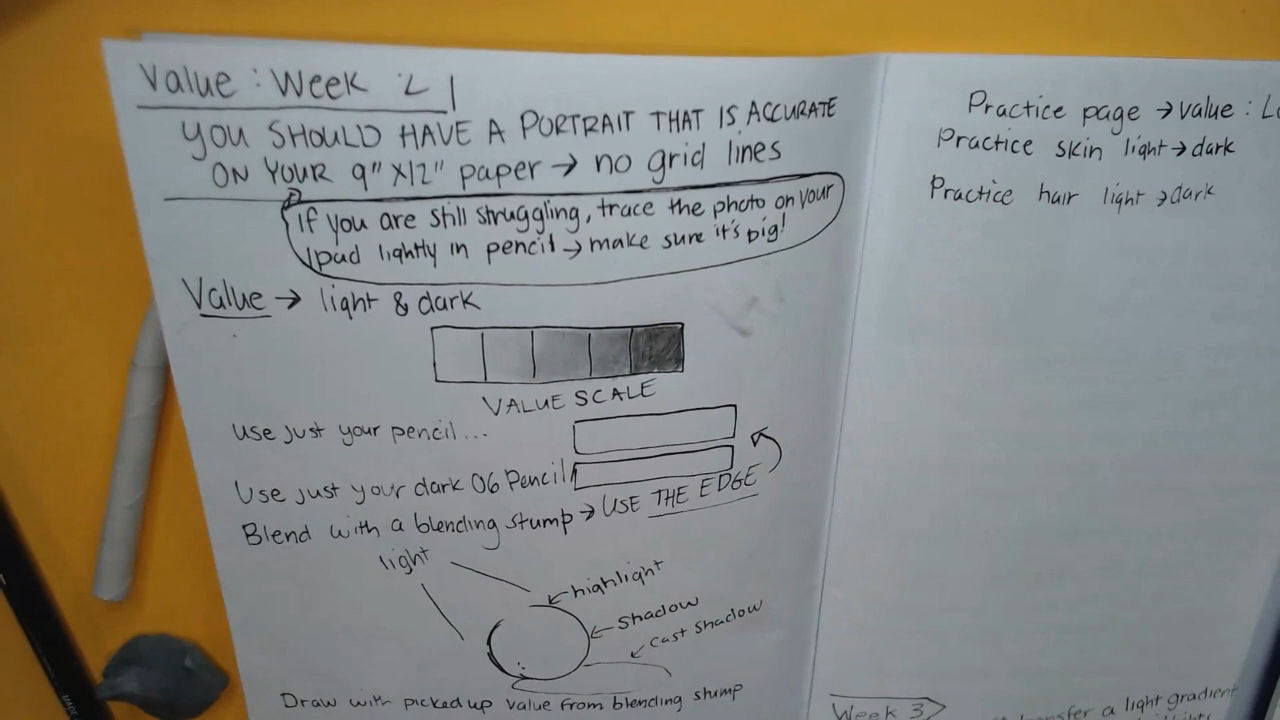 Value : Week 21
YOU SHOULD HAVE A PORTRAIT THAT IS ACCURATE
ON YOUR 9" X12" paper → no grid lines
If you are still struggling, trace the photo on your
Ipad lightly in pencil → make sure it's big!
Value → light & dark
VALUE SCALE
Use just your pencil...
Use just your dark 06 Pencil
Blend with a blending stump → USE THE EDGE
light
highlight
shadow
cast shadow
Draw with picked up value from blending stump
Practice page → value :
Practice skin light → dark
Practice hair light → dark
Week 3
a light gradient
MADE